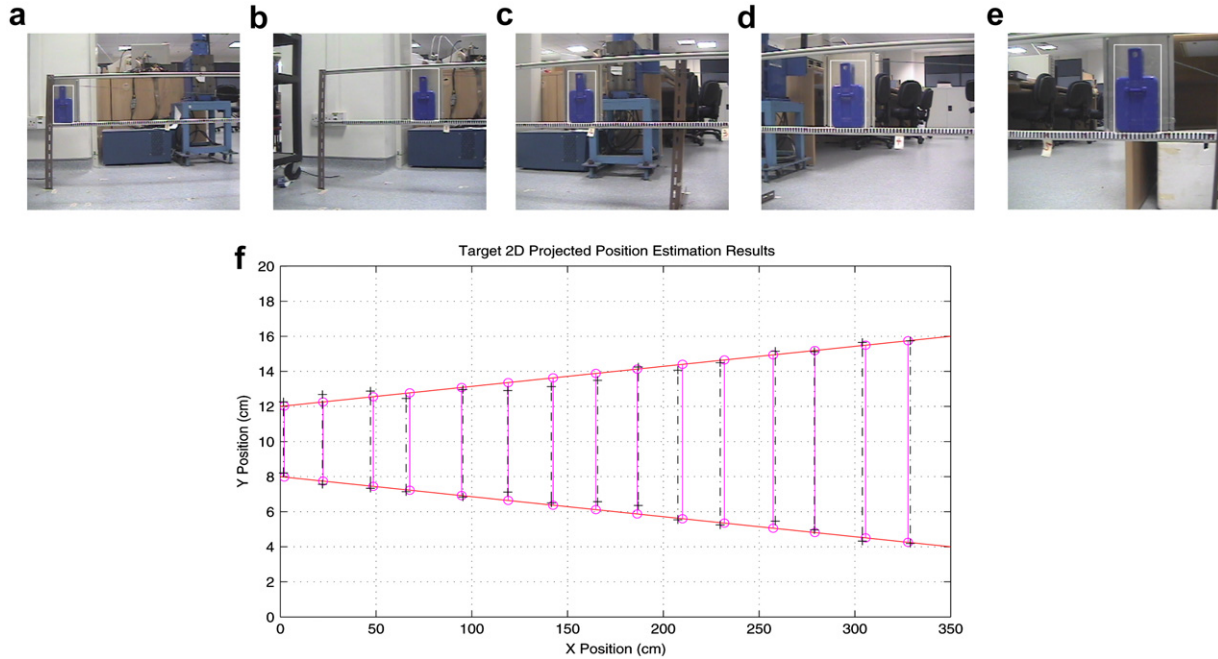 a
b
c
d
e
f
Target 2D Projected Position Estimation Results
20
18
16
14
12
10
8
6
4
2
0
Y Position (cm)
0 50 100 150 200 250 300 350
X Position (cm)